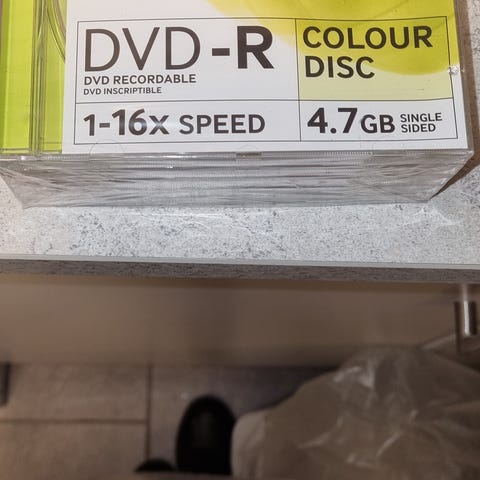 DVD-R
DVD RECORDABLE
DVD INSCRIPTIBLE
COLOUR
DISC
1-16X SPEED
4.7GB SINGLE
SIDED